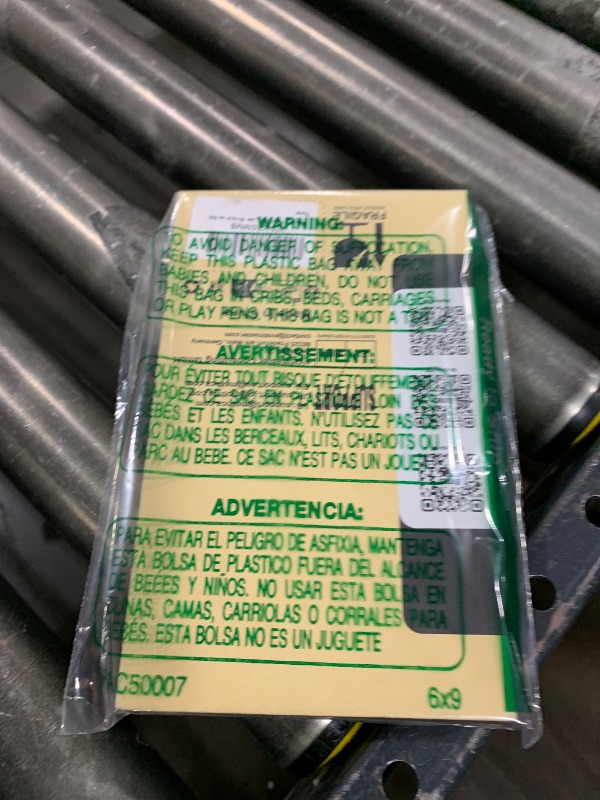 WARNING:
TO AVOID DANGER OF SUFFOCATION,
KEEP THIS PLASTIC BAG AWAY FROM
BABIES AND CHILDREN, DO NOT USE
THIS BAG IN CRIBS, BEDS, CARRIAGES
OR PLAY PENS. THIS BAG IS NOT A TOY
FRAGILE
AVERTISSEMENT:
POUR ÉVITER TOUT RISQUE D'ETOUFFEMENT
GARDEZ CE SAC EN PLASTIQUE LOIN DES
BÉBÉS ET LES ENFANTS. N'UTILISEZ PAS CE
SAC DANS LES BERCEAUX, LITS, CHARIOTS OU
PARC AU BEBE. CE SAC N'EST PAS UN JOUET
ADVERTENCIA:
PARA EVITAR EL PELIGRO DE ASFIXIA, MANTENGA
ESTA BOLSA DE PLASTICO FUERA DEL ALCANCE
DE BEEES Y NINOS. NO USAR ESTA BOLSA EN
CUNAS, CAMAS, CARRIOLAS O CORRALES PARA
BEBÉS. ESTA BOLSA NO ES UN JUGUETE
C50007
6x9